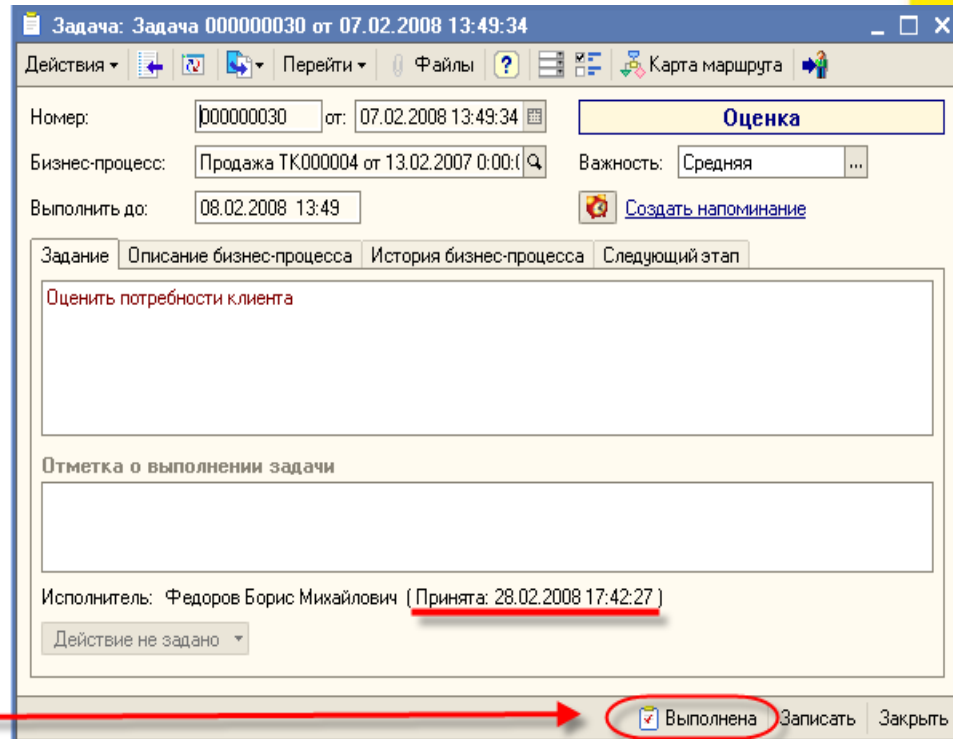 Задача: Задача 000000030 от 07.02.2008 13:49:34
Действия Перейти Файлы ? Карта маршрута
Номер: 000000030 от: 07.02.2008 13:49:34 Оценка
Бизнес-процесс: Продажа ТК000004 от 13.02.2007 0:00:( Важность: Средняя ...
Выполнить до: 08.02.2008 13:49 Создать напоминание
Задание Описание бизнес-процесса История бизнес-процесса Следующий этап
Оценить потребности клиента
Отметка о выполнении задачи
Исполнитель: Федоров Борис Михайлович ( Принята: 28.02.2008 17:42:27 )
Действие не задано
Выполнена Записать Закрыть